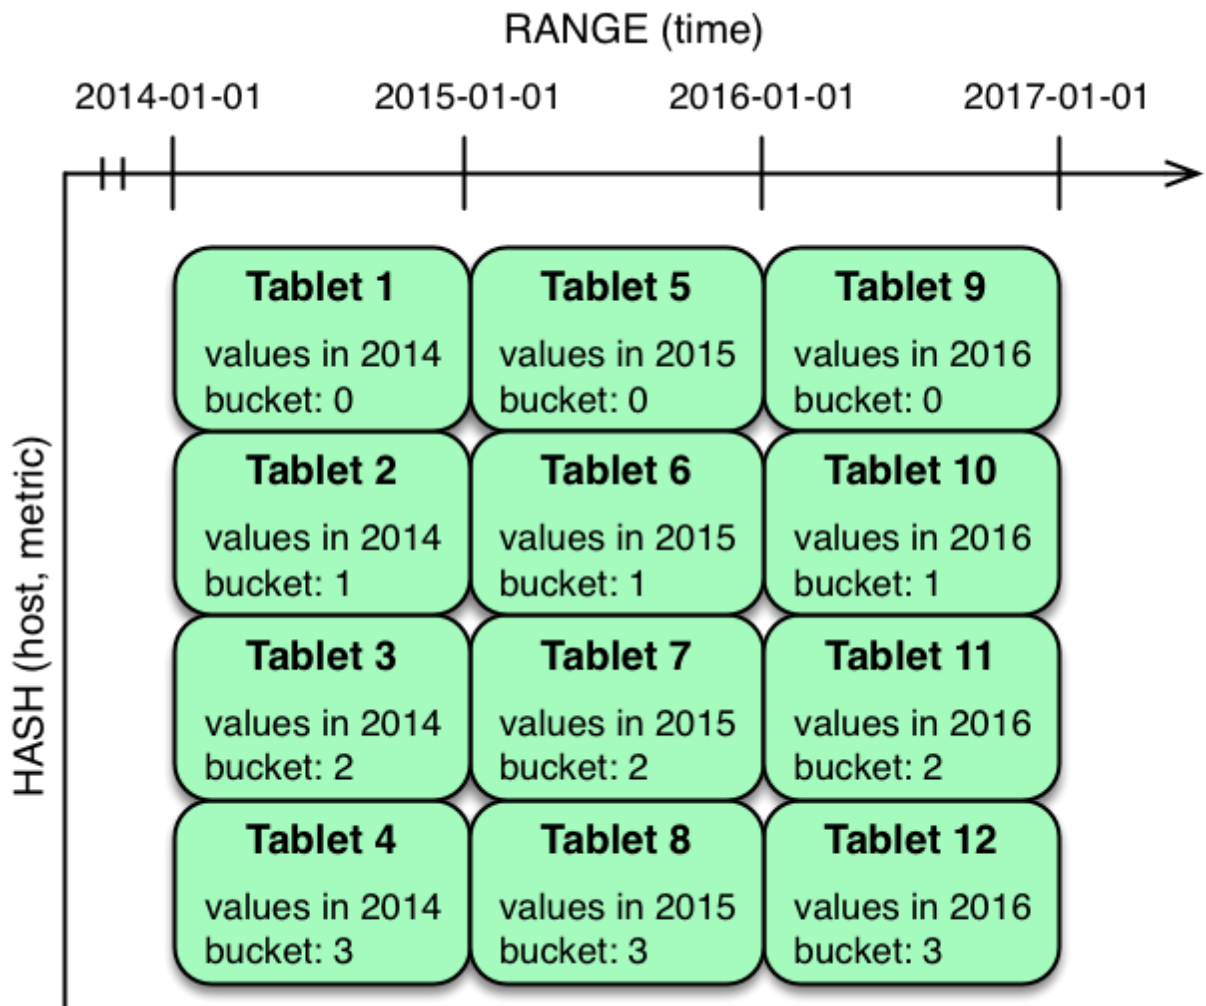 RANGE (time)
2014-01-01
2015-01-01
2016-01-01
2017-01-01
HASH (host, metric)
Tablet 1
values in 2014
bucket: 0
Tablet 5
values in 2015
bucket: 0
Tablet 9
values in 2016
bucket: 0
Tablet 2
values in 2014
bucket: 1
Tablet 6
values in 2015
bucket: 1
Tablet 10
values in 2016
bucket: 1
Tablet 3
values in 2014
bucket: 2
Tablet 7
values in 2015
bucket: 2
Tablet 11
values in 2016
bucket: 2
Tablet 4
values in 2014
bucket: 3
Tablet 8
values in 2015
bucket: 3
Tablet 12
values in 2016
bucket: 3